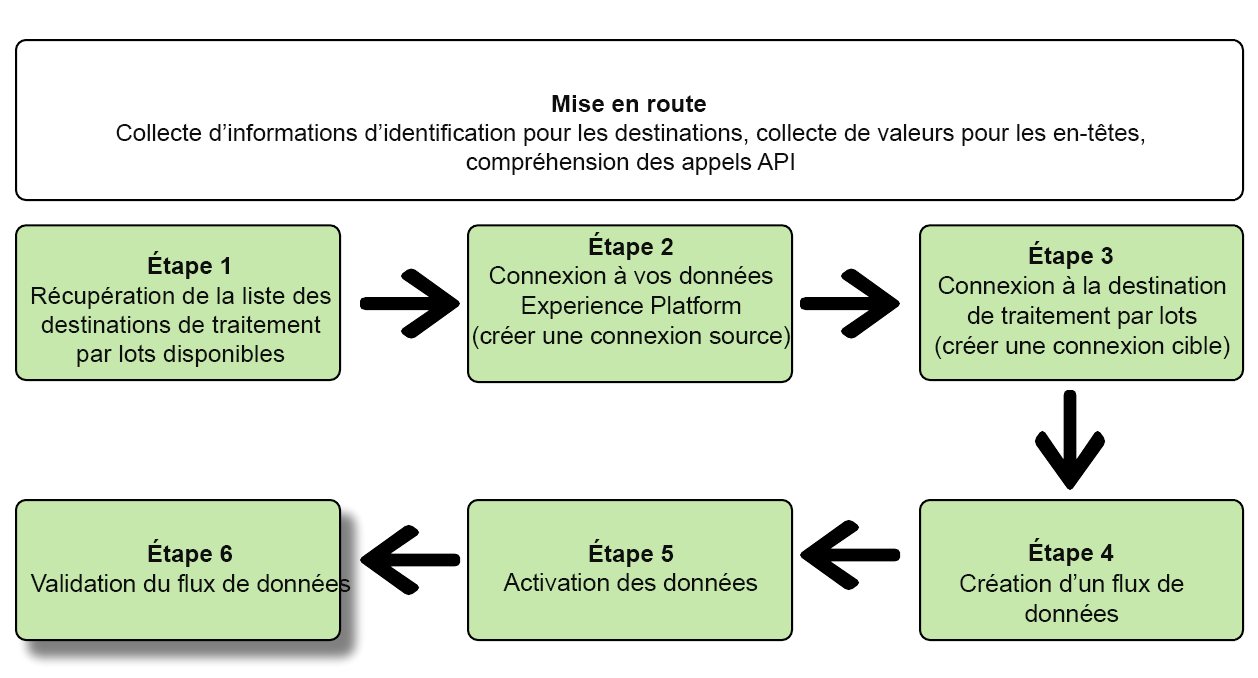 Mise en route
Collecte d’informations d’identification pour les destinations, collecte de valeurs pour les en-têtes,
compréhension des appels API
Étape 1
Récupération de la liste des
destinations de traitement
par lots disponibles
Étape 2
Connexion à vos données
Experience Platform
(créer une connexion source)
Étape 3
Connexion à la destination
de traitement par lots
(créer une connexion cible)
Étape 4
Création d’un flux de
données
Étape 5
Activation des données
Étape 6
Validation du flux de données